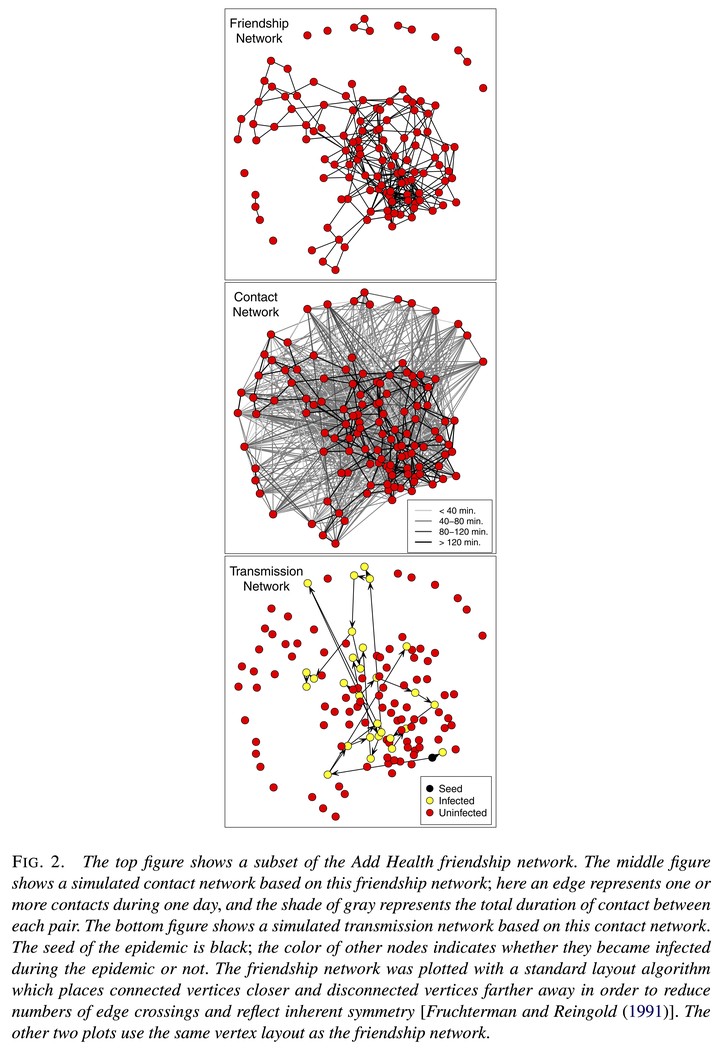 Friendship
Network
Contact
Network
< 40 min.
40–80 min.
80–120 min.
> 120 min.
Transmission
Network
Seed
Infected
Uninfected
FIG. 2. The top figure shows a subset of the Add Health friendship network. The middle figure
shows a simulated contact network based on this friendship network; here an edge represents one or
more contacts during one day, and the shade of gray represents the total duration of contact between
each pair. The bottom figure shows a simulated transmission network based on this contact network.
The seed of the epidemic is black; the color of other nodes indicates whether they became infected
during the epidemic or not. The friendship network was plotted with a standard layout algorithm
which places connected vertices closer and disconnected vertices farther away in order to reduce
numbers of edge crossings and reflect inherent symmetry [Fruchterman and Reingold (1991)]. The
other two plots use the same vertex layout as the friendship network.